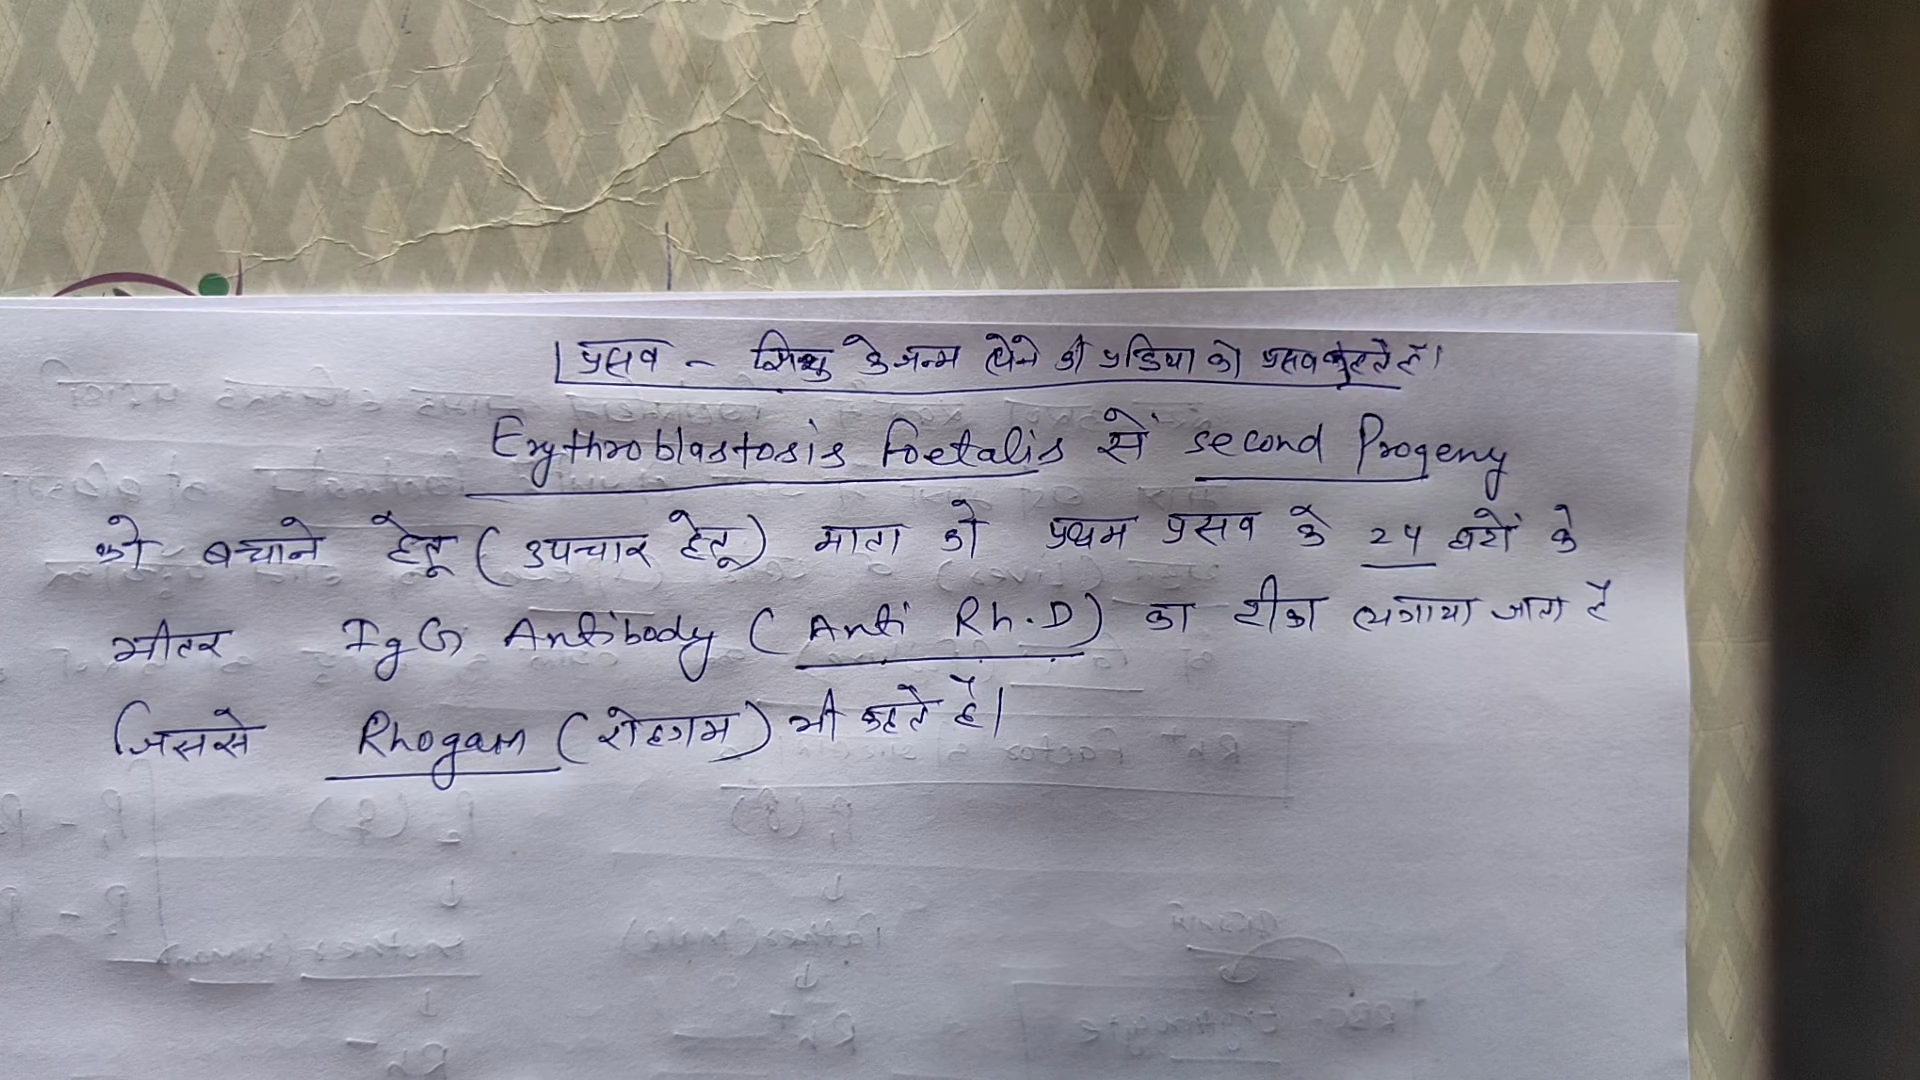 प्रसव - शिशु के जन्म लेने की प्रक्रिया को प्रसव कहते हैं।
Erythroblastosis Foetalis से second Progeny
को बचाने हेतू ( उपचार हेतू ) माता को प्रथम प्रसव के 24 घंटों के
भीतर IgG Antibody ( Anti Rh.D ) का टीका लगाया जाता है
जिससे Rhogam ( रोहगम ) भी कहते हैं।